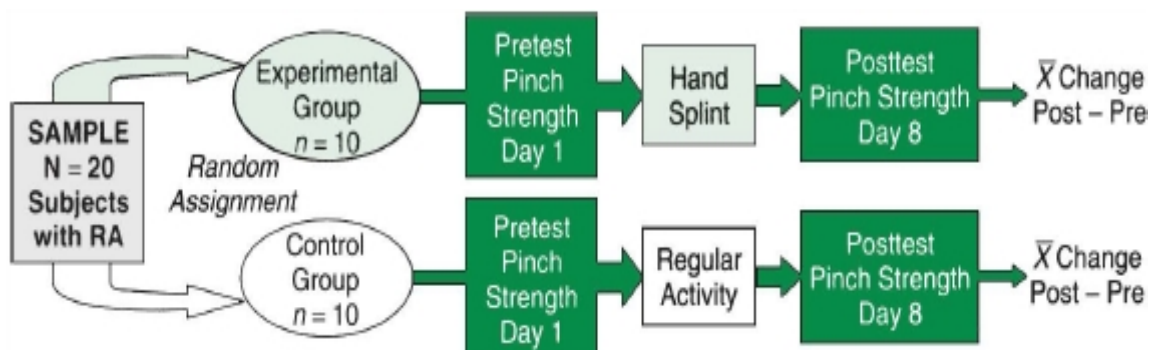 SAMPLE
N = 20
Subjects
with RA
Random
Assignment
Experimental
Group
n = 10
Pretest
Pinch
Strength
Day 1
Hand
Splint
Posttest
Pinch Strength
Day 8
X̄ Change
Post – Pre
Control
Group
n = 10
Pretest
Pinch
Strength
Day 1
Regular
Activity
Posttest
Pinch Strength
Day 8
X̄ Change
Post – Pre